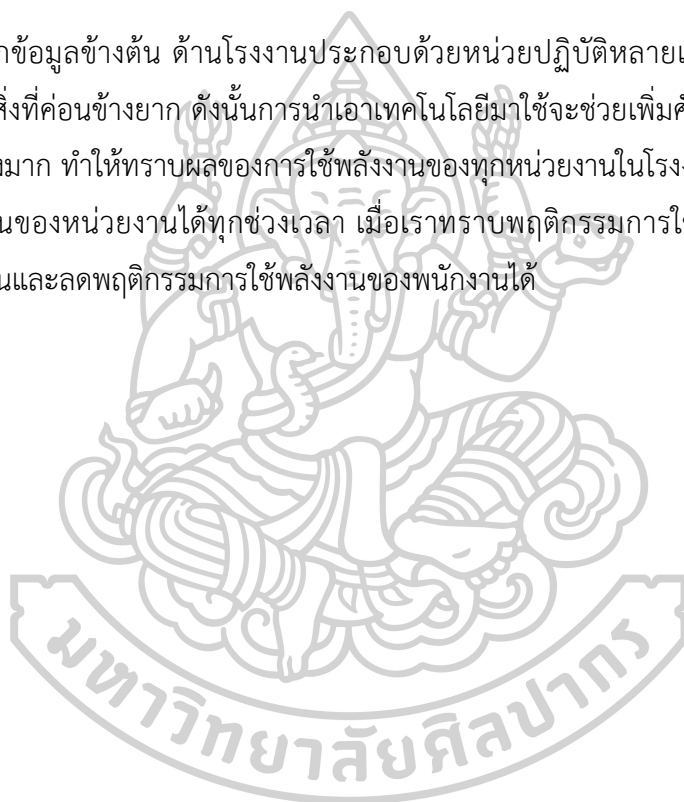 กข้อมูลข้างต้น ด้านโรงงานประกอบด้วยหน่วยปฏิบัติหลายเ
สิ่งที่ค่อนข้างยาก ดังนั้นการนำเอาเทคโนโลยีมาใช้จะช่วยเพิ่มศั
งมาก ทำให้ทราบผลของการใช้พลังงานของทุกหน่วยงานในโรงง
นของหน่วยงานได้ทุกช่วงเวลา เมื่อเราทราบพฤติกรรมการใช้
นและลดพฤติกรรมการใช้พลังงานของพนักงานได้
มหาวิทยาลัยศิลปากร